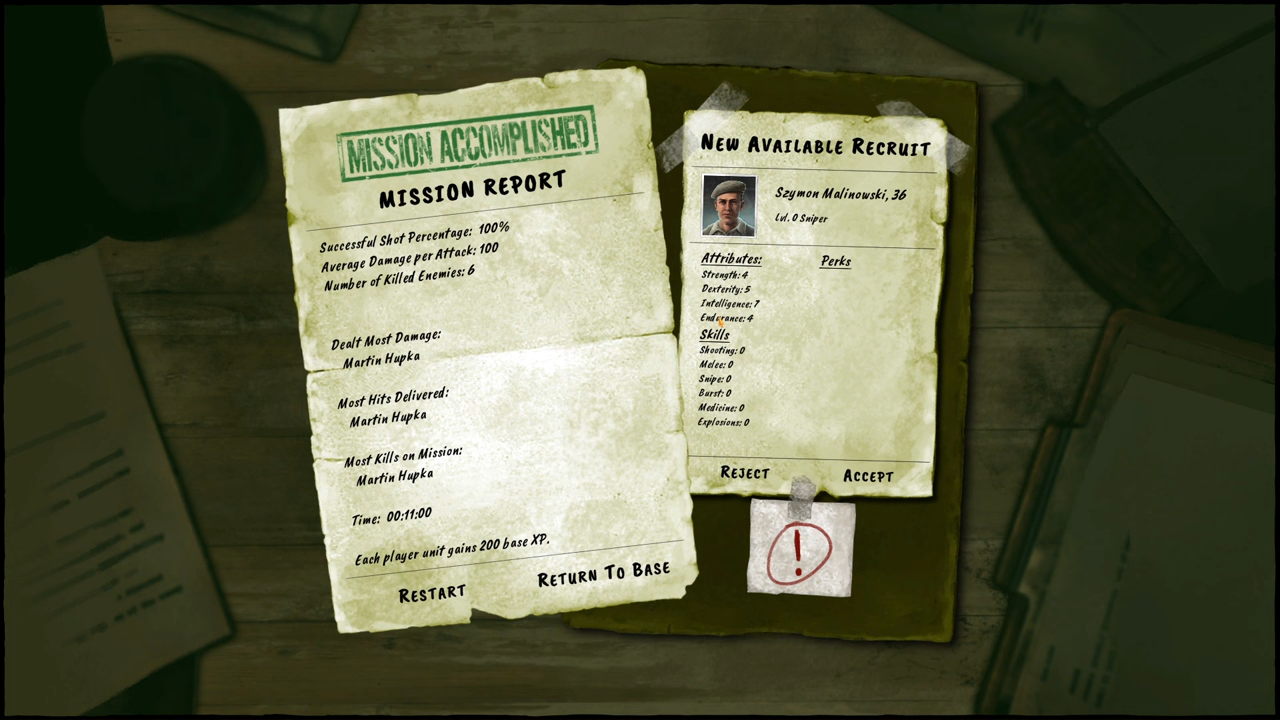 MISSION ACCOMPLISHED
MISSION REPORT
Successful Shot Percentage: 100%
Average Damage per Attack: 100
Number of Killed Enemies: 6
Dealt Most Damage:
Martin Hupka
Most Hits Delivered:
Martin Hupka
Most Kills on Mission:
Martin Hupka
Time: 00:11:00
Each player unit gains 200 base XP.
RESTART
RETURN TO BASE
NEW AVAILABLE RECRUIT
Szymon Malinowski, 36
Lvl. 0 Sniper
Attributes:
Strength: 4
Dexterity: 5
Intelligence: 7
Endurance: 4
Skills
Shooting: 0
Melee: 0
Snipe: 0
Burst: 0
Medicine: 0
Explosions: 0
Perks
REJECT
ACCEPT
!